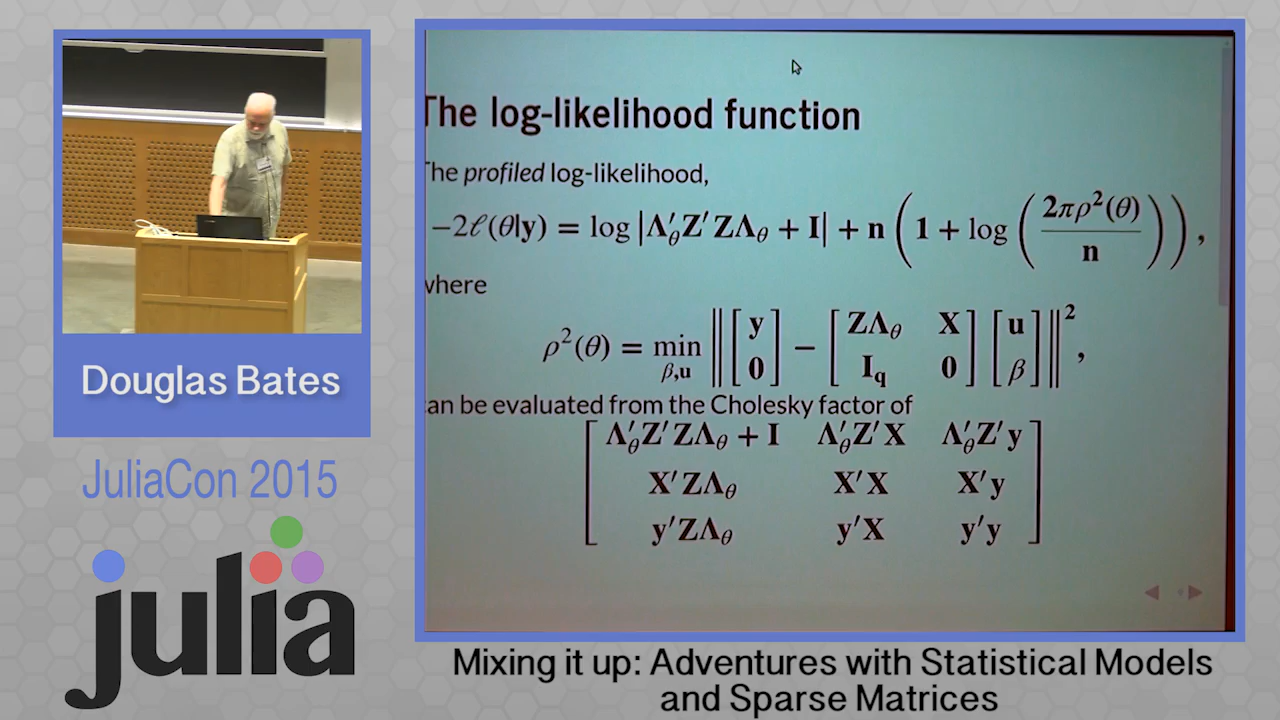 The log-likelihood function
The profiled log-likelihood,
−2ℓ(θ|y) = log |Λ′θZ′ZΛθ + I| + n (1 + log (2πρ²(θ) / n)),
where
ρ²(θ) = min β,u ‖[y 0] − [ZΛθ X Iq 0] [u β]‖²,
can be evaluated from the Cholesky factor of
Λ′θZ′ZΛθ + I Λ′θZ′X Λ′θZ′y
X′ZΛθ X′X X′y
y′ZΛθ y′X y′y
Douglas Bates
JuliaCon 2015
julia
Mixing it up: Adventures with Statistical Models
and Sparse Matrices